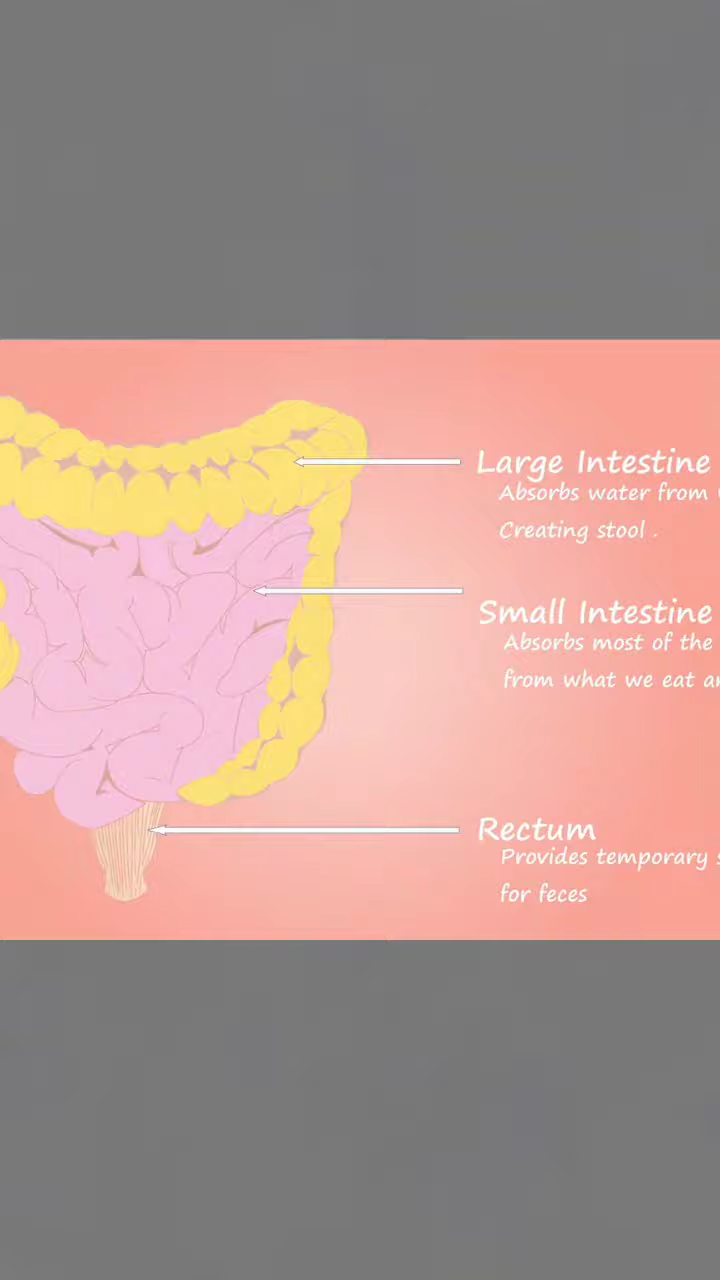 Large Intestine
Absorbs water from
Creating stool .
Small Intestine
Absorbs most of the
from what we eat
Rectum
Provides temporary
for feces